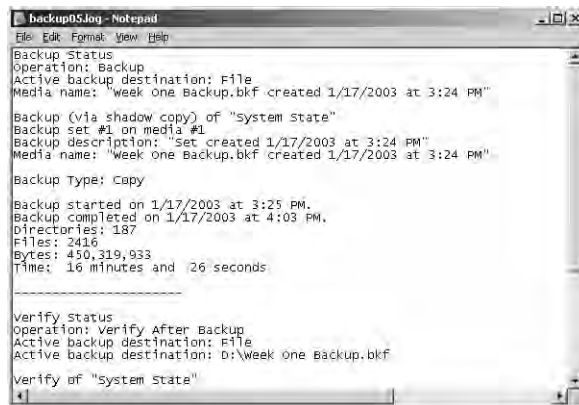 backup05.log - Notepad
File Edit Format View Help
Backup Status
Operation: Backup
Active backup destination: File
Media name: "Week One Backup.bkf created 1/17/2003 at 3:24 PM"
Backup (via shadow copy) of "System State"
Backup set #1 on media #1
Backup description: "Set created 1/17/2003 at 3:24 PM"
Media name: "Week One Backup.bkf created 1/17/2003 at 3:24 PM"
Backup Type: Copy
Backup started on 1/17/2003 at 3:25 PM.
Backup completed on 1/17/2003 at 4:03 PM.
Directories: 187
Files: 2416
Bytes: 450,319,933
Time: 16 minutes and 26 seconds
----------------------
Verify Status
Operation: Verify After Backup
Active backup destination: File
Active backup destination: D:\Week One Backup.bkf
Verify of "System State"